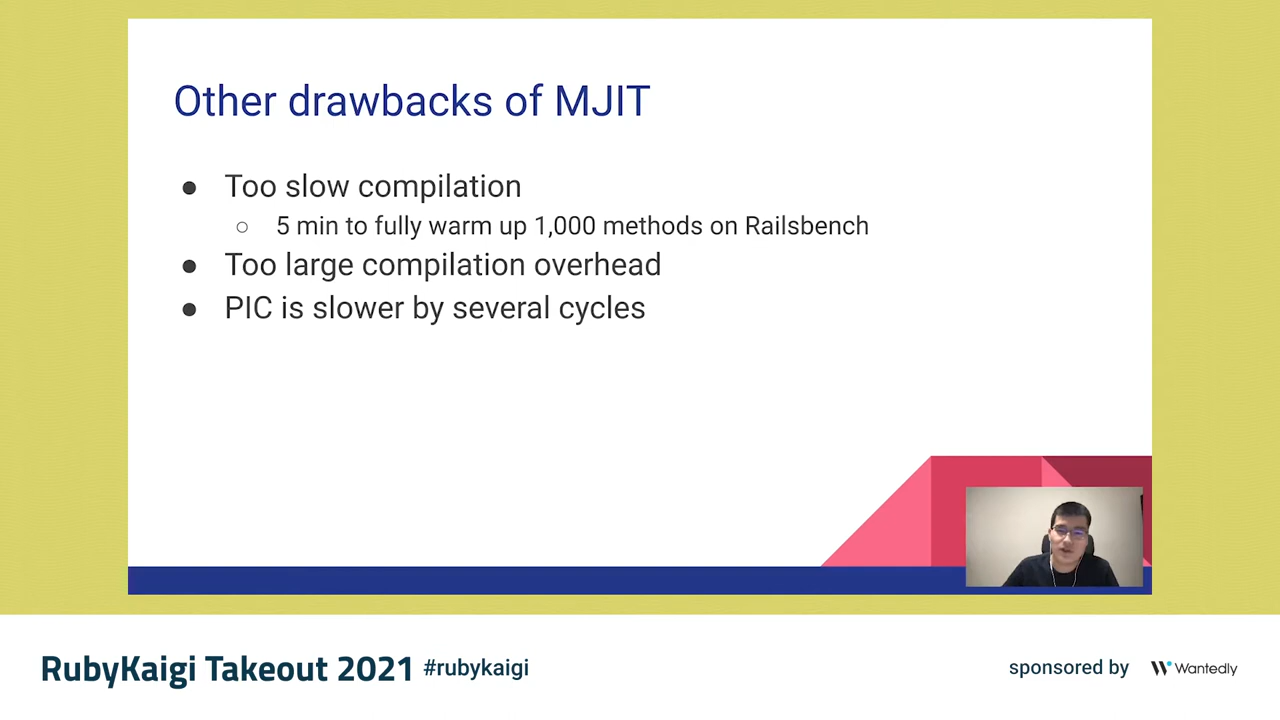 Other drawbacks of MJIT
● Too slow compilation
○ 5 min to fully warm up 1,000 methods on Railsbench
● Too large compilation overhead
● PIC is slower by several cycles
RubyKaigi Takeout 2021 #rubykaigi
sponsored by Wantedly